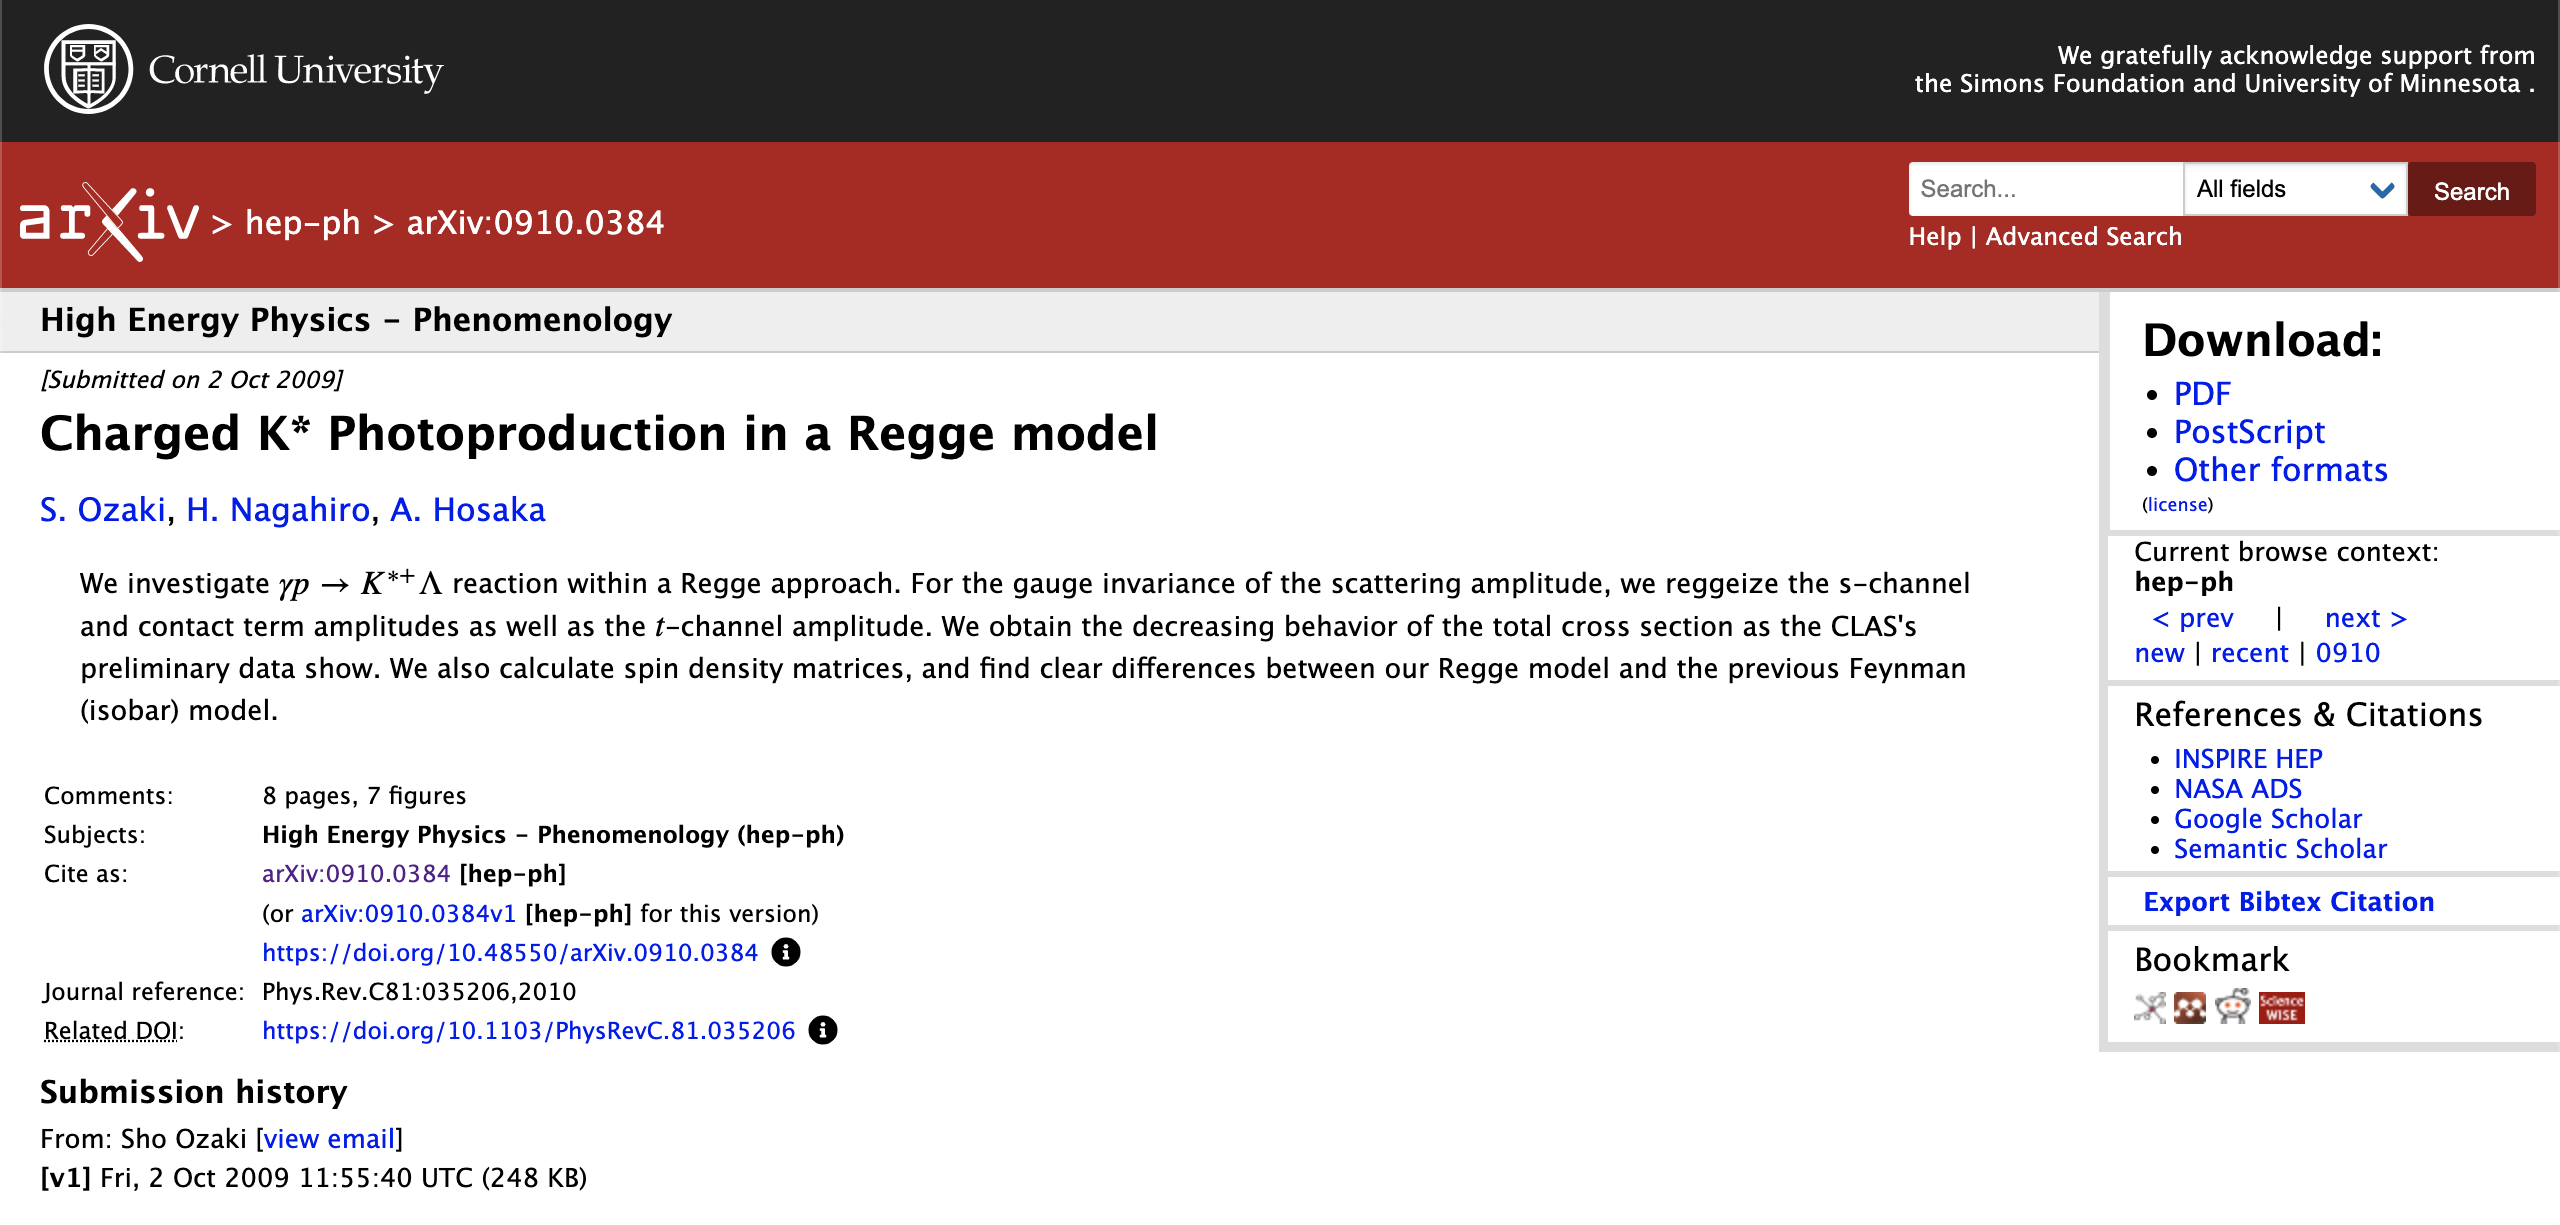 Cornell University
We gratefully acknowledge support from
the Simons Foundation and University of Minnesota .
arXiv > hep-ph > arXiv:0910.0384
Search...
All fields
Search
Help | Advanced Search
High Energy Physics – Phenomenology
[Submitted on 2 Oct 2009]
Charged K* Photoproduction in a Regge model
S. Ozaki, H. Nagahiro, A. Hosaka
We investigate γp → K*+Λ reaction within a Regge approach. For the gauge invariance of the scattering amplitude, we reggeize the s-channel
and contact term amplitudes as well as the t-channel amplitude. We obtain the decreasing behavior of the total cross section as the CLAS's
preliminary data show. We also calculate spin density matrices, and find clear differences between our Regge model and the previous Feynman
(isobar) model.
Comments: 8 pages, 7 figures
Subjects: High Energy Physics – Phenomenology (hep-ph)
Cite as: arXiv:0910.0384 [hep-ph]
(or arXiv:0910.0384v1 [hep-ph] for this version)
https://doi.org/10.48550/arXiv.0910.0384
Journal reference: Phys.Rev.C81:035206,2010
Related DOI: https://doi.org/10.1103/PhysRevC.81.035206
Submission history
From: Sho Ozaki [view email]
[v1] Fri, 2 Oct 2009 11:55:40 UTC (248 KB)
Download:
• PDF
• PostScript
• Other formats
(license)
Current browse context:
hep-ph
< prev | next >
new | recent | 0910
References & Citations
• INSPIRE HEP
• NASA ADS
• Google Scholar
• Semantic Scholar
Export Bibtex Citation
Bookmark
Science
WISE